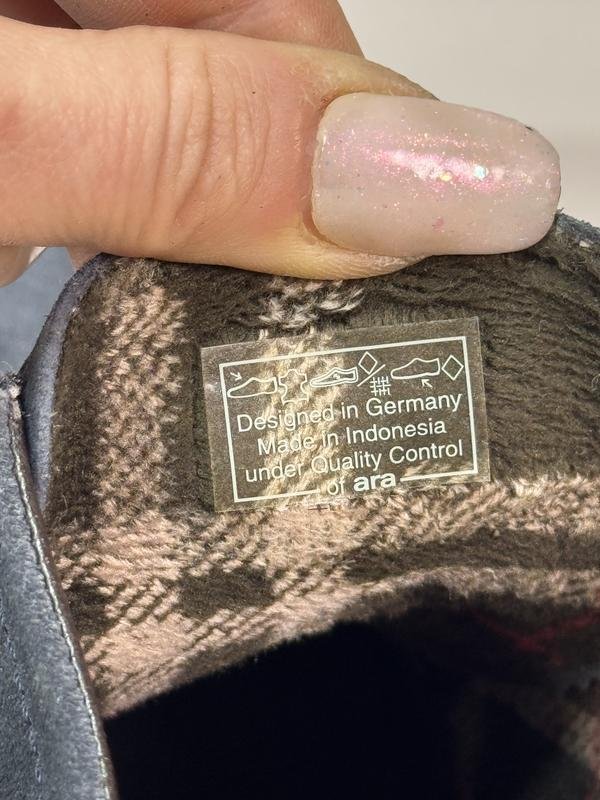 Designed in Germany
Made in Indonesia
under Quality Control
of ara